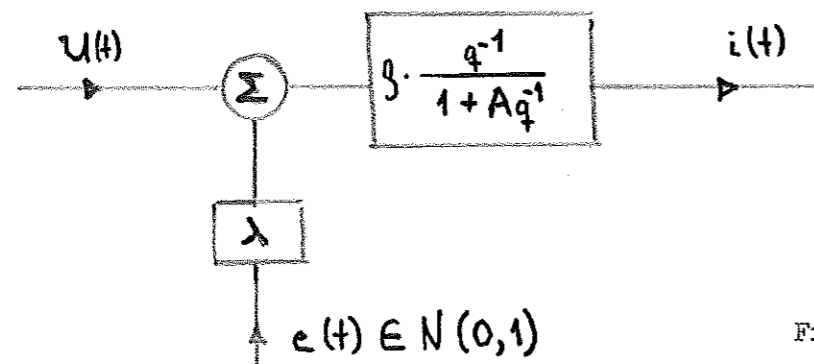 u(t)
Σ
g · q⁻¹ / (1 + Aq⁻¹)
i(t)
λ
e(t) ∈ N(0,1)